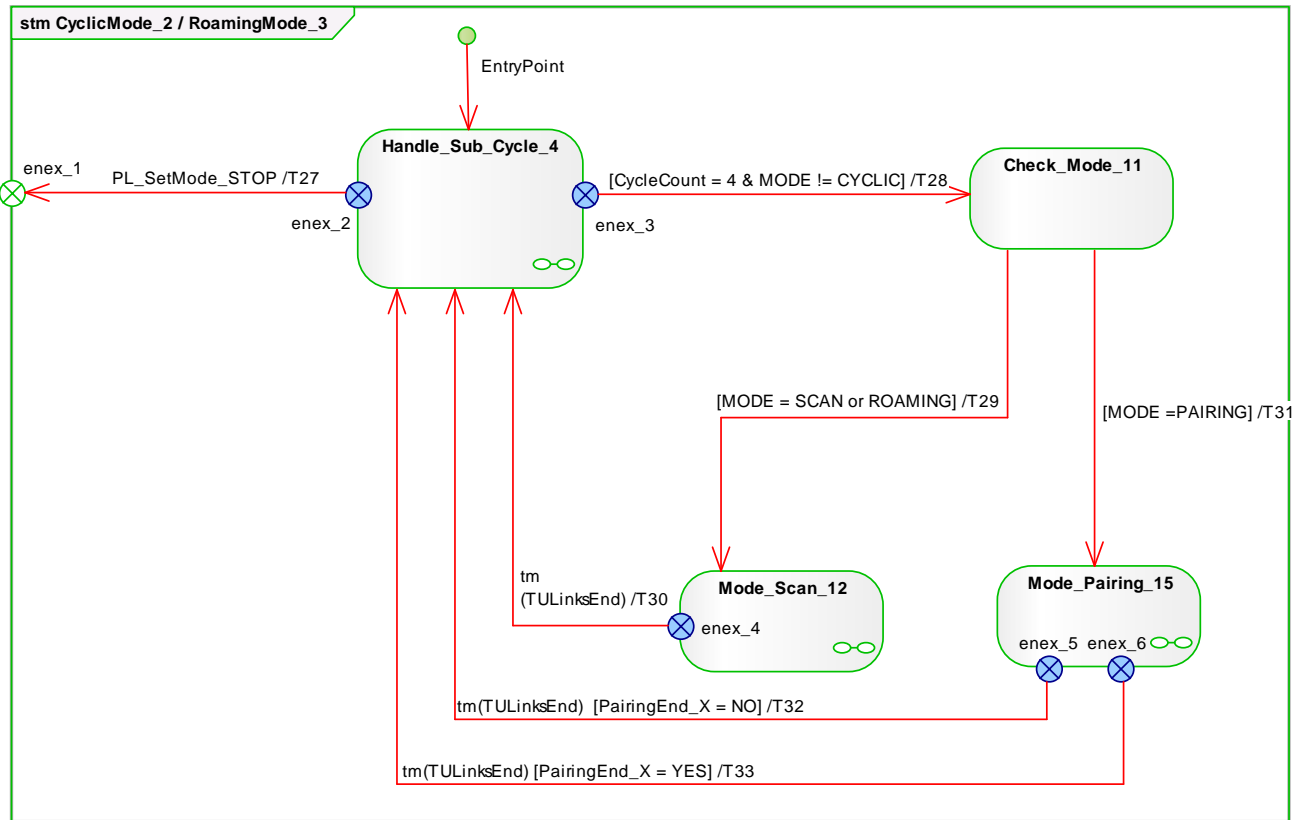 stm CyclicMode_2 / RoamingMode_3
EntryPoint
Handle_Sub_Cycle_4
Check_Mode_11
enex_1
PL_SetMode_STOP /T27
[CycleCount = 4 & MODE != CYCLIC] /T28
enex_2
enex_3
[MODE = SCAN or ROAMING] /T29
[MODE =PAIRING] /T31
tm
(TULinksEnd) /T30
Mode_Scan_12
Mode_Pairing_15
enex_4
enex_5
enex_6
tm(TULinksEnd)  [PairingEnd_X = NO] /T32
tm(TULinksEnd) [PairingEnd_X = YES] /T33